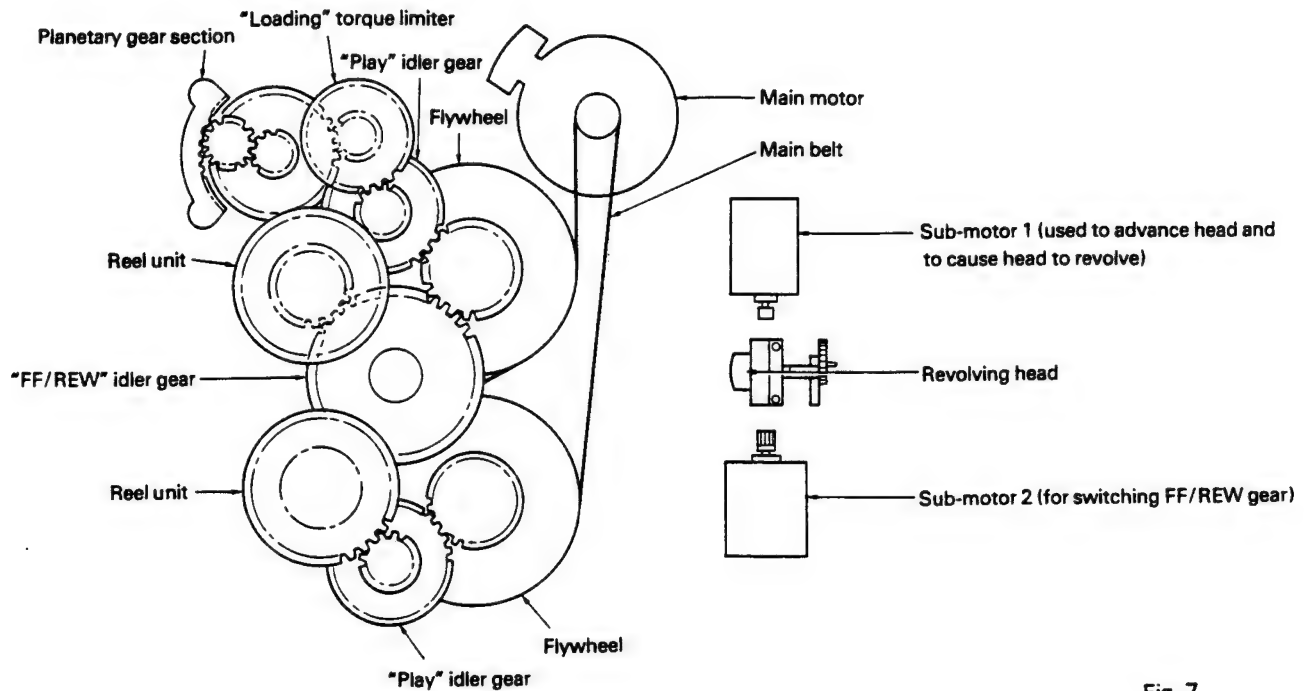 "Loading" torque limiter
Planetary gear section
"Play" idler gear
Flywheel
Main motor
Main belt
Sub-motor 1 (used to advance head and
to cause head to revolve)
Reel unit
"FF/REW" idler gear
Revolving head
Reel unit
Sub-motor 2 (for switching FF/REW gear)
Flywheel
"Play" idler gear